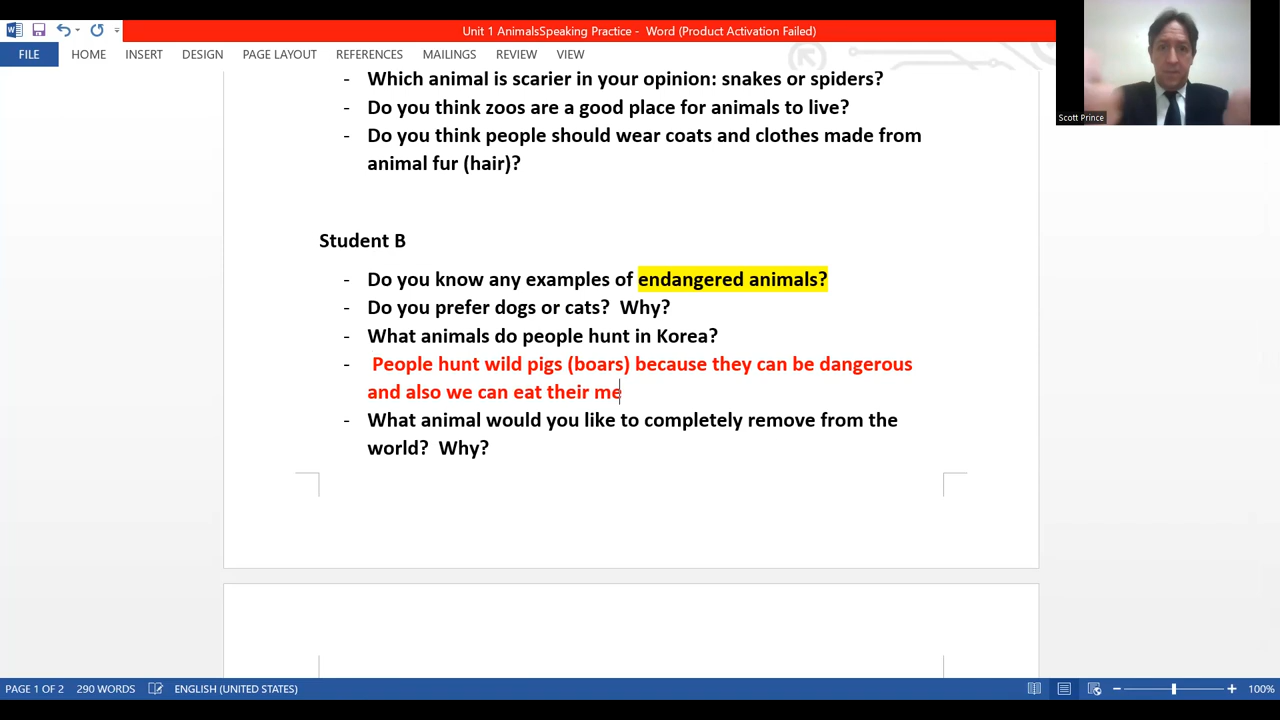 Unit 1 AnimalsSpeaking Practice - Word (Product Activation Failed)
FILE HOME INSERT DESIGN PAGE LAYOUT REFERENCES MAILINGS REVIEW VIEW
Scott Prince
- Which animal is scarier in your opinion: snakes or spiders?
- Do you think zoos are a good place for animals to live?
- Do you think people should wear coats and clothes made from
animal fur (hair)?
Student B
- Do you know any examples of endangered animals?
- Do you prefer dogs or cats? Why?
- What animals do people hunt in Korea?
- People hunt wild pigs (boars) because they can be dangerous
and also we can eat their me
- What animal would you like to completely remove from the
world? Why?
PAGE 1 OF 2 290 WORDS ENGLISH (UNITED STATES) 100%